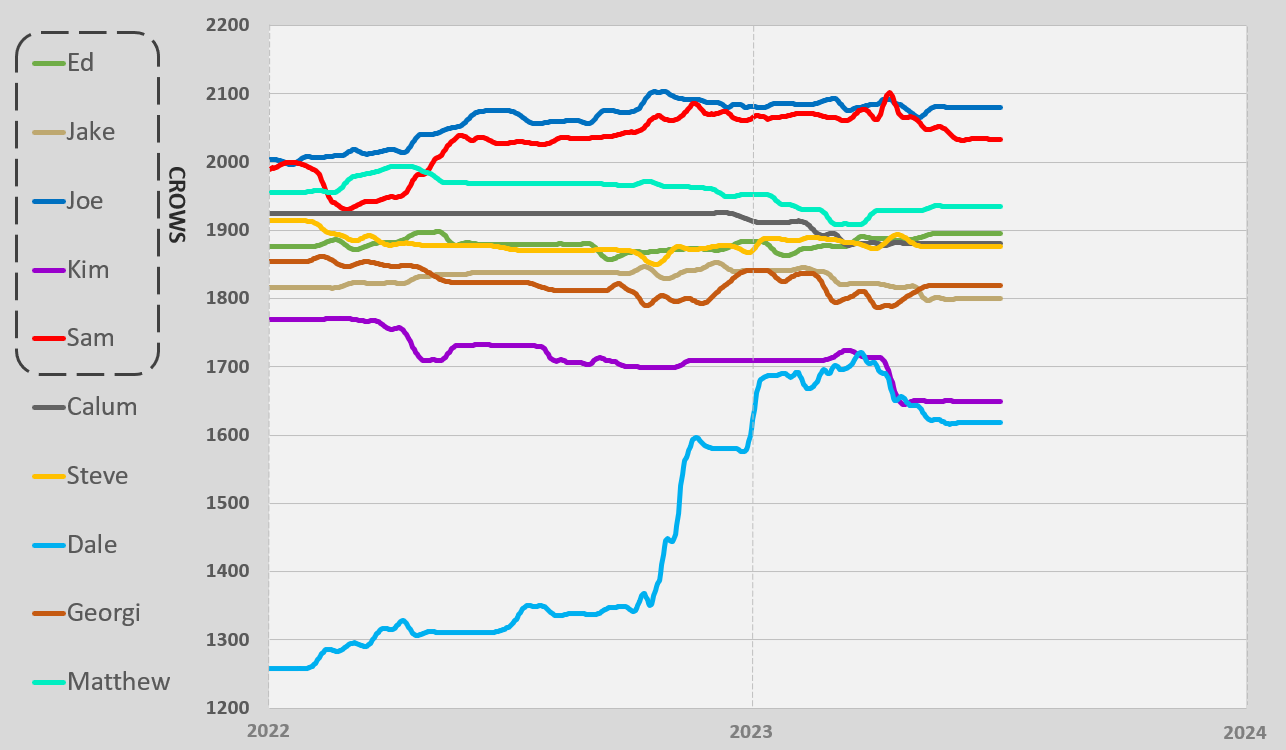 Ed
Jake
Joe
Kim
Sam
Calum
Steve
Dale
Georgi
Matthew
CROWS
2200
2100
2000
1900
1800
1700
1600
1500
1400
1300
1200
2022
2023
2024